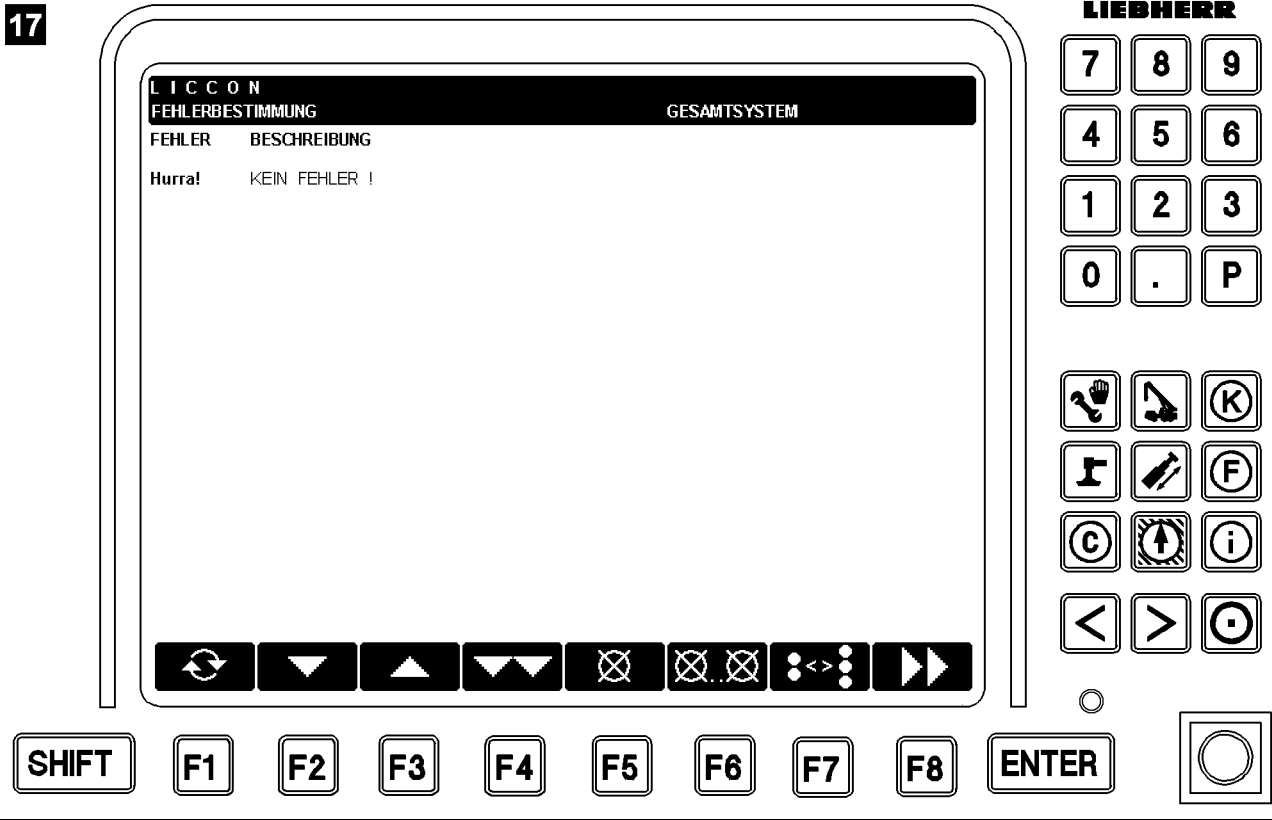 17
LIEBHERR
LICCON
FEHLERBESTIMMUNG GESAMTSYSTEM
FEHLER BESCHREIBUNG
Hurra! KEIN FEHLER !
7 8 9
4 5 6
1 2 3
0 . P
K
F
C i
< >
<>
SHIFT F1 F2 F3 F4 F5 F6 F7 F8 ENTER